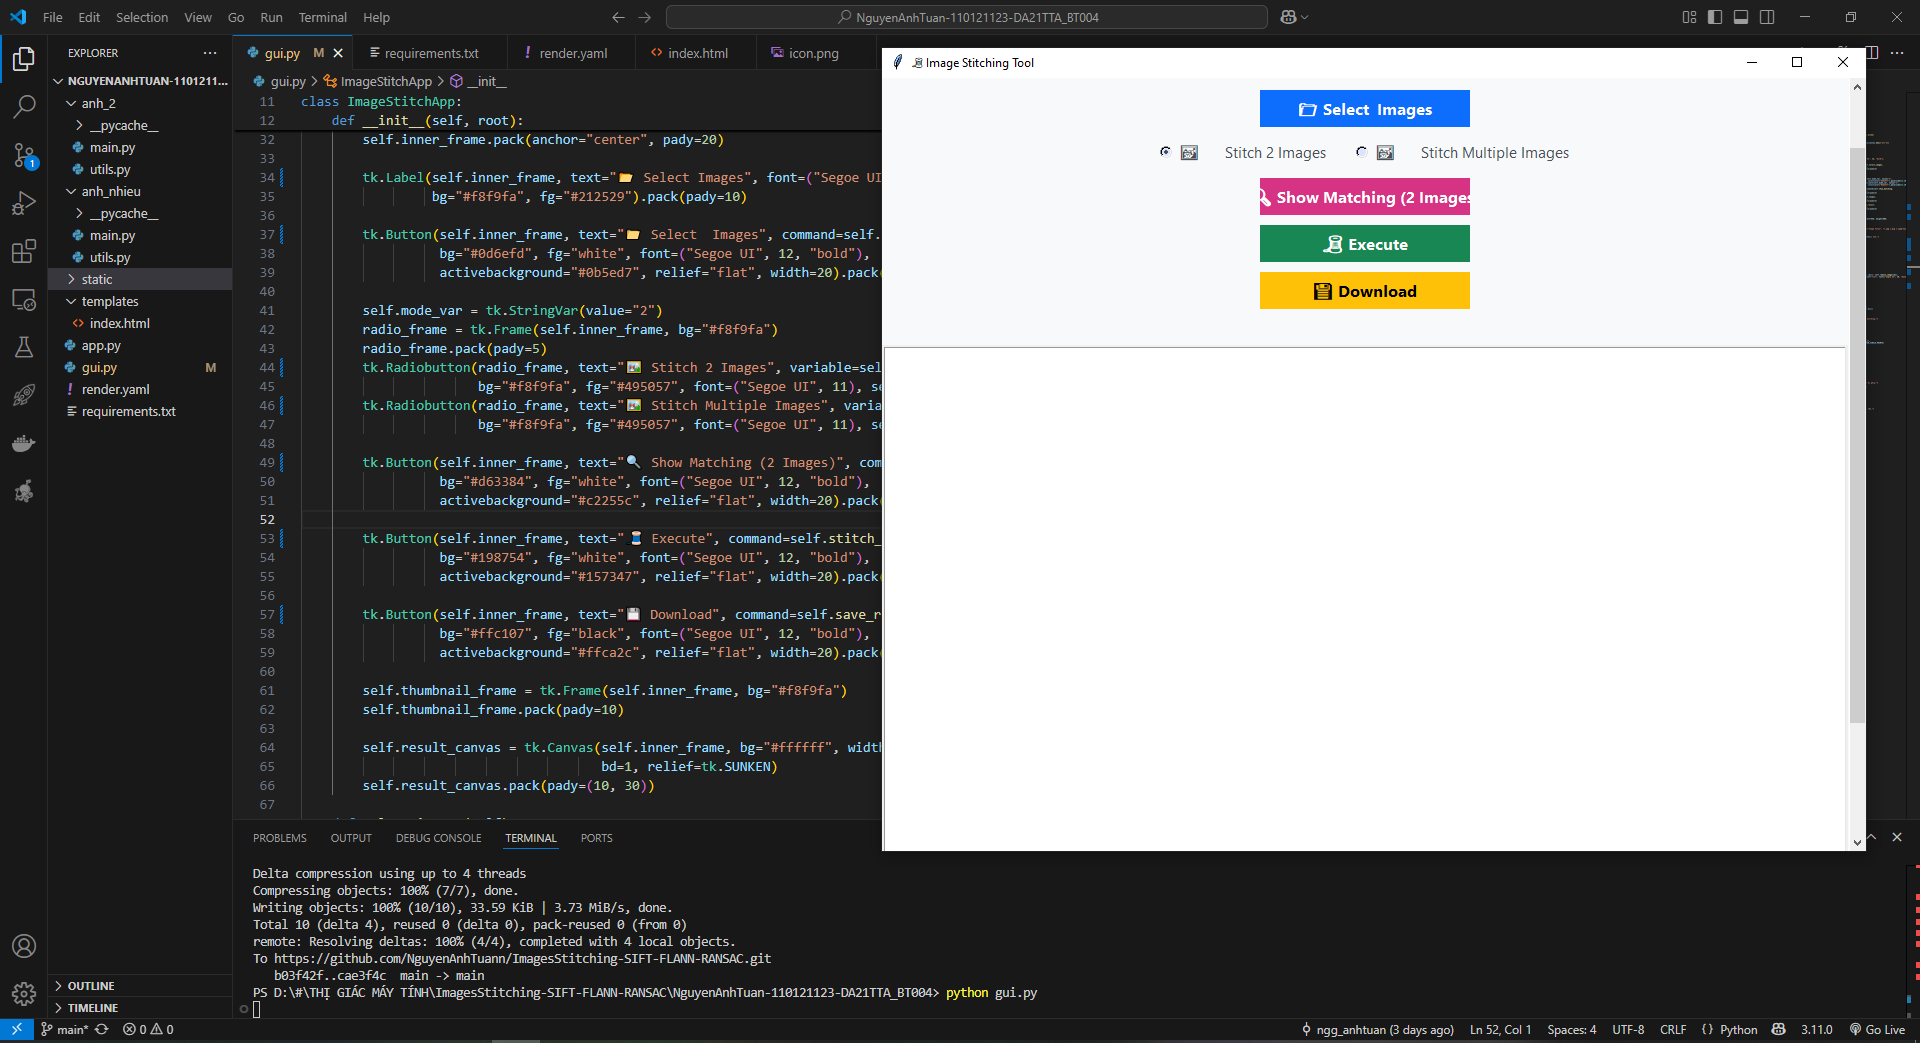 File Edit Selection View Go Run Terminal Help
NguyenAnhTuan-110121123-DA21TTA_BT004
EXPLORER
NGUYENANHTUAN-1101211...
anh_2
__pycache__
main.py
utils.py
anh_nhieu
__pycache__
main.py
utils.py
static
templates
index.html
app.py
gui.py M
render.yaml
requirements.txt
OUTLINE
TIMELINE
gui.py M
requirements.txt
render.yaml
index.html
icon.png
gui.py > ImageStitchApp > __init__
11 class ImageStitchApp:
12 def __init__(self, root):
32 self.inner_frame.pack(anchor="center", pady=20)
33
34 tk.Label(self.inner_frame, text="📂 Select Images", font=("Segoe UI
35 bg="#f8f9fa", fg="#212529").pack(pady=10)
36
37 tk.Button(self.inner_frame, text="📁 Select  Images", command=self.
38 bg="#0d6efd", fg="white", font=("Segoe UI", 12, "bold"),
39 activebackground="#0b5ed7", relief="flat", width=20).pack(
40
41 self.mode_var = tk.StringVar(value="2")
42 radio_frame = tk.Frame(self.inner_frame, bg="#f8f9fa")
43 radio_frame.pack(pady=5)
44 tk.Radiobutton(radio_frame, text="🖼️ Stitch 2 Images", variable=sel
45 bg="#f8f9fa", fg="#495057", font=("Segoe UI", 11), se
46 tk.Radiobutton(radio_frame, text="🖼️ Stitch Multiple Images", varia
47 bg="#f8f9fa", fg="#495057", font=("Segoe UI", 11), se
48
49 tk.Button(self.inner_frame, text="🔍 Show Matching (2 Images)", com
50 bg="#d63384", fg="white", font=("Segoe UI", 12, "bold"),
51 activebackground="#c2255c", relief="flat", width=20).pack(
52
53 tk.Button(self.inner_frame, text="🧵 Execute", command=self.stitch_
54 bg="#198754", fg="white", font=("Segoe UI", 12, "bold"),
55 activebackground="#157347", relief="flat", width=20).pack(
56
57 tk.Button(self.inner_frame, text="💾 Download", command=self.save_r
58 bg="#ffc107", fg="black", font=("Segoe UI", 12, "bold"),
59 activebackground="#ffca2c", relief="flat", width=20).pack(
60
61 self.thumbnail_frame = tk.Frame(self.inner_frame, bg="#f8f9fa")
62 self.thumbnail_frame.pack(pady=10)
63
64 self.result_canvas = tk.Canvas(self.inner_frame, bg="#ffffff", width
65 bd=1, relief=tk.SUNKEN)
66 self.result_canvas.pack(pady=(10, 30))
67
Image Stitching Tool
Select  Images
Stitch 2 Images
Stitch Multiple Images
Show Matching (2 Images
Execute
Download
PROBLEMS OUTPUT DEBUG CONSOLE TERMINAL PORTS
Delta compression using up to 4 threads
Compressing objects: 100% (7/7), done.
Writing objects: 100% (10/10), 33.59 KiB | 3.73 MiB/s, done.
Total 10 (delta 4), reused 0 (delta 0), pack-reused 0 (from 0)
remote: Resolving deltas: 100% (4/4), completed with 4 local objects.
To https://github.com/NguyenAnhTuann/ImagesStitching-SIFT-FLANN-RANSAC.git
b03f42f..cae3f4c  main -> main
PS D:\#\THỊ GIÁC MÁY TÍNH\ImagesStitching-SIFT-FLANN-RANSAC\NguyenAnhTuan-110121123-DA21TTA_BT004> python gui.py
main* 0 0 ngg_anhtuan (3 days ago) Ln 52, Col 1 Spaces: 4 UTF-8 CRLF { } Python 3.11.0 Go Live
1